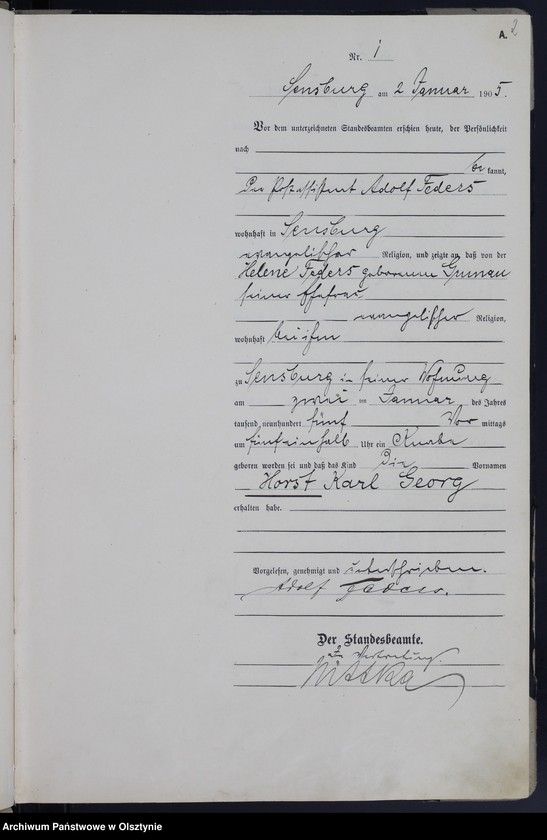 A. 2
Nr. 1
Sensburg am 2 Januar 1905.
Vor dem unterzeichneten Standesbeamten erschien heute, der Persönlichkeit
nach
be kannt,
der Postassistent Adolf Feders
wohnhaft in Sensburg
evangelischer Religion, und zeigte an, daß von der
Helene Feders geborenen
seiner Ehefrau
evangelischer Religion,
wohnhaft bei ihm
zu Sensburg in seiner Wohnung
am zwei ten Januar des Jahres
tausend neunhundert fünf Vor mittags
um fünfeinhalb Uhr ein Knabe
geboren worden sei und daß das Kind die Vornamen
Horst Karl Georg
erhalten habe.
Vorgelesen, genehmigt und unterschrieben.
Adolf Feders.
Der Standesbeamte.
In Vertretung.
Archiwum Państwowe w Olsztynie